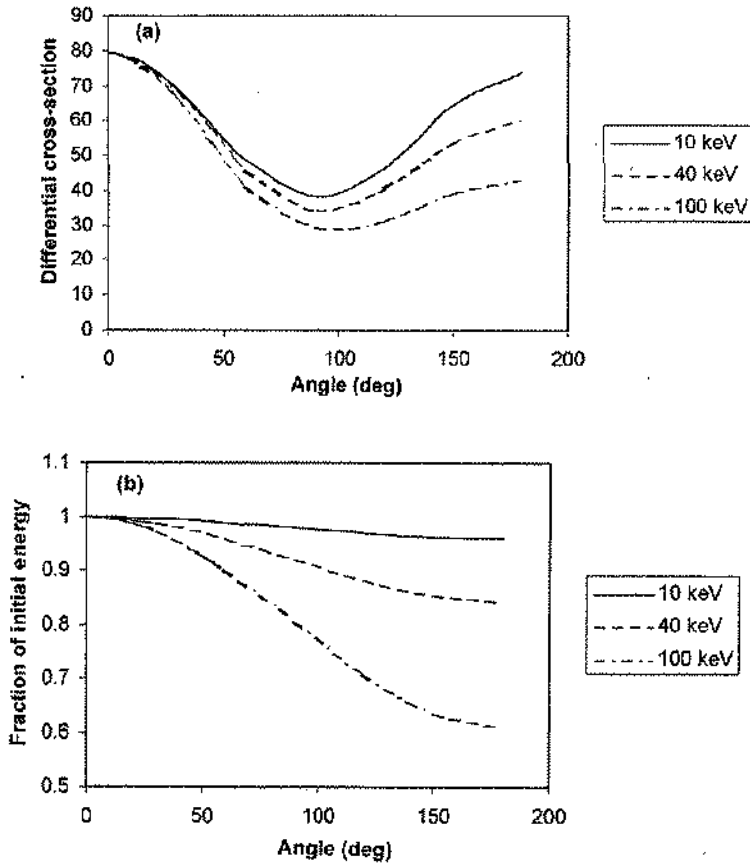 (a)
90
80
70
60
50
40
30
20
10
0
Differential cross-section
0 50 100 150 200
Angle (deg)
10 keV
40 keV
100 keV
(b)
1.1
1
0.9
0.8
0.7
0.6
0.5
Fraction of initial energy
0 50 100 150 200
Angle (deg)
10 keV
40 keV
100 keV